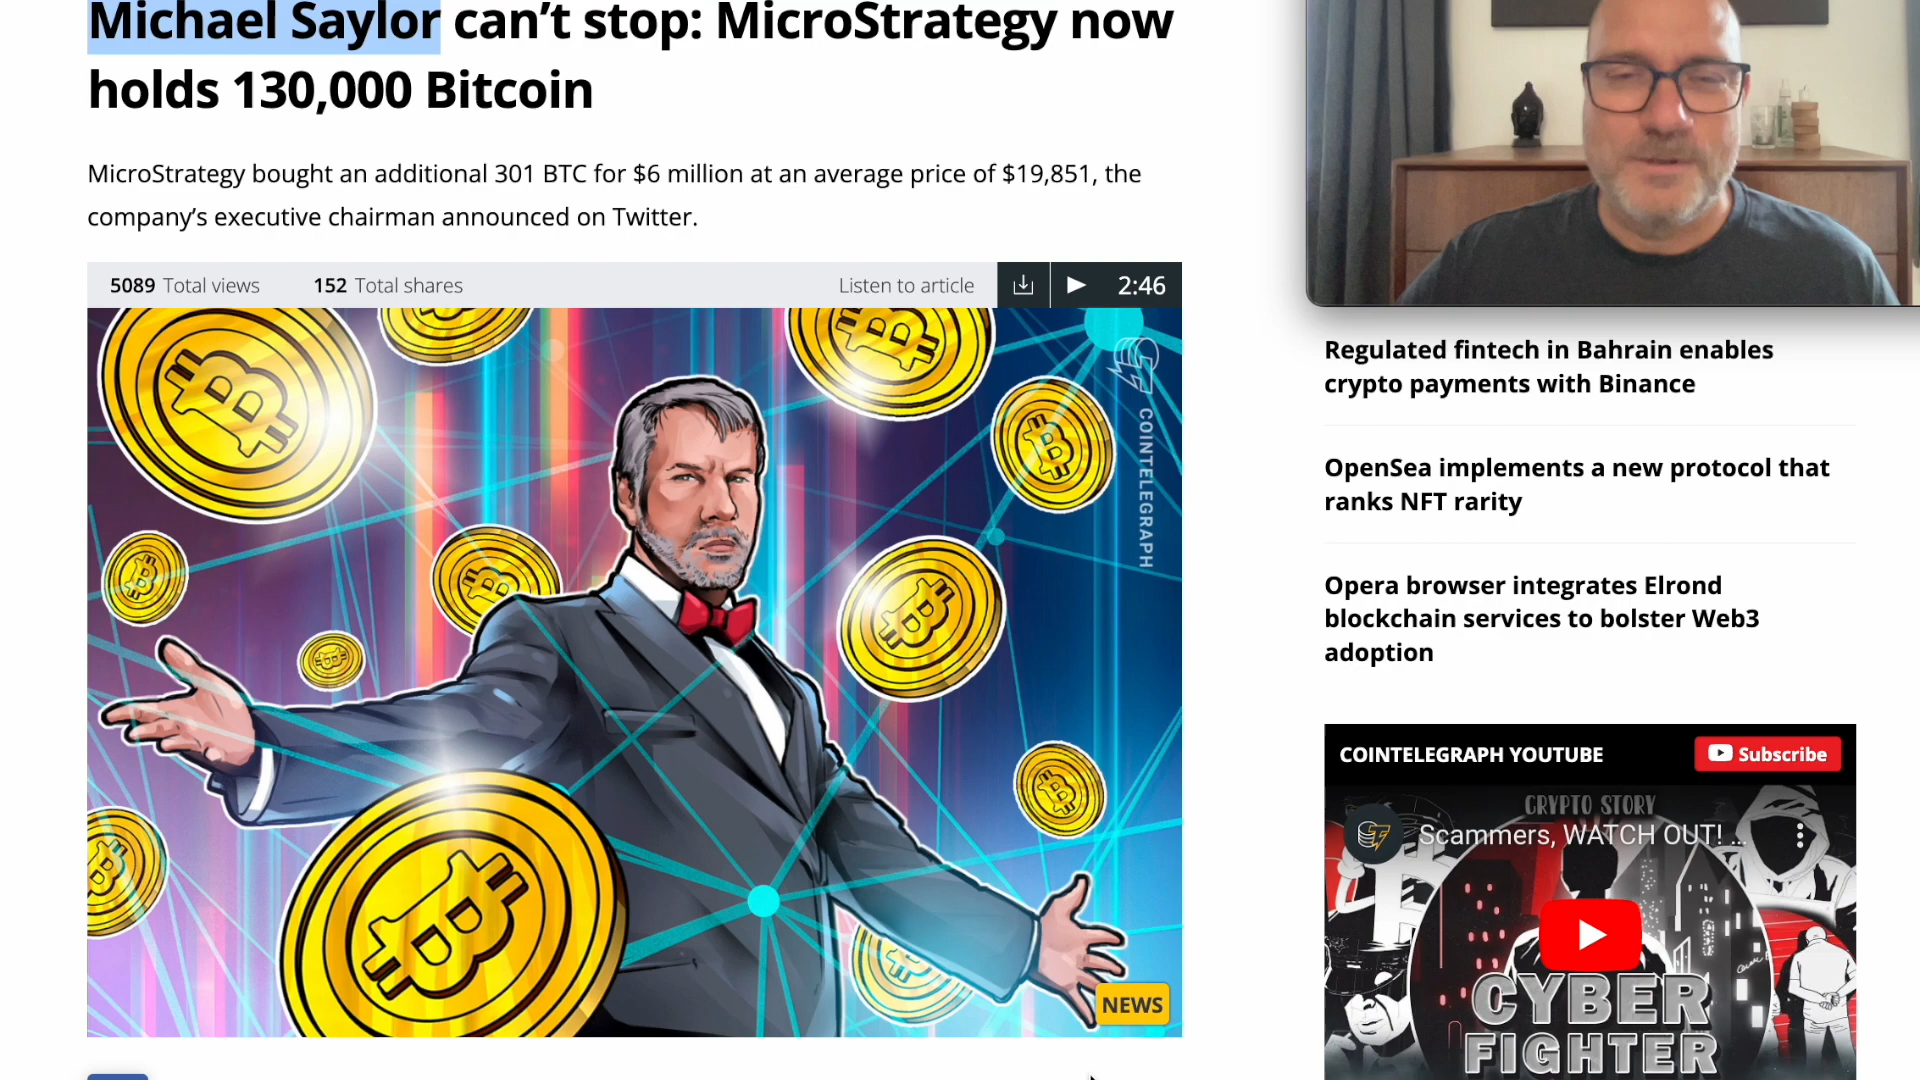 Michael Saylor can’t stop: MicroStrategy now
holds 130,000 Bitcoin
MicroStrategy bought an additional 301 BTC for $6 million at an average price of $19,851, the
company’s executive chairman announced on Twitter.
5089 Total views 152 Total shares Listen to article 2:46
COINTELEGRAPH
NEWS
Regulated fintech in Bahrain enables
crypto payments with Binance
OpenSea implements a new protocol that
ranks NFT rarity
Opera browser integrates Elrond
blockchain services to bolster Web3
adoption
COINTELEGRAPH YOUTUBE Subscribe
CRYPTO STORY
Scammers, WATCH OUT! ...
CYBER
FIGHTER